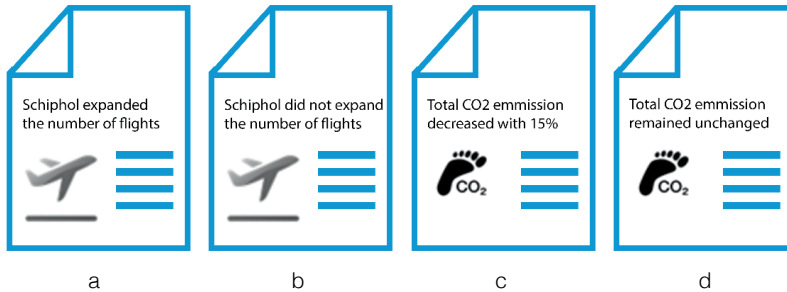 Schiphol expanded
the number of flights
Schiphol did not expand
the number of flights
Total CO2 emmission
decreased with 15%
Total CO2 emmission
remained unchanged
CO₂
CO₂
a
b
c
d